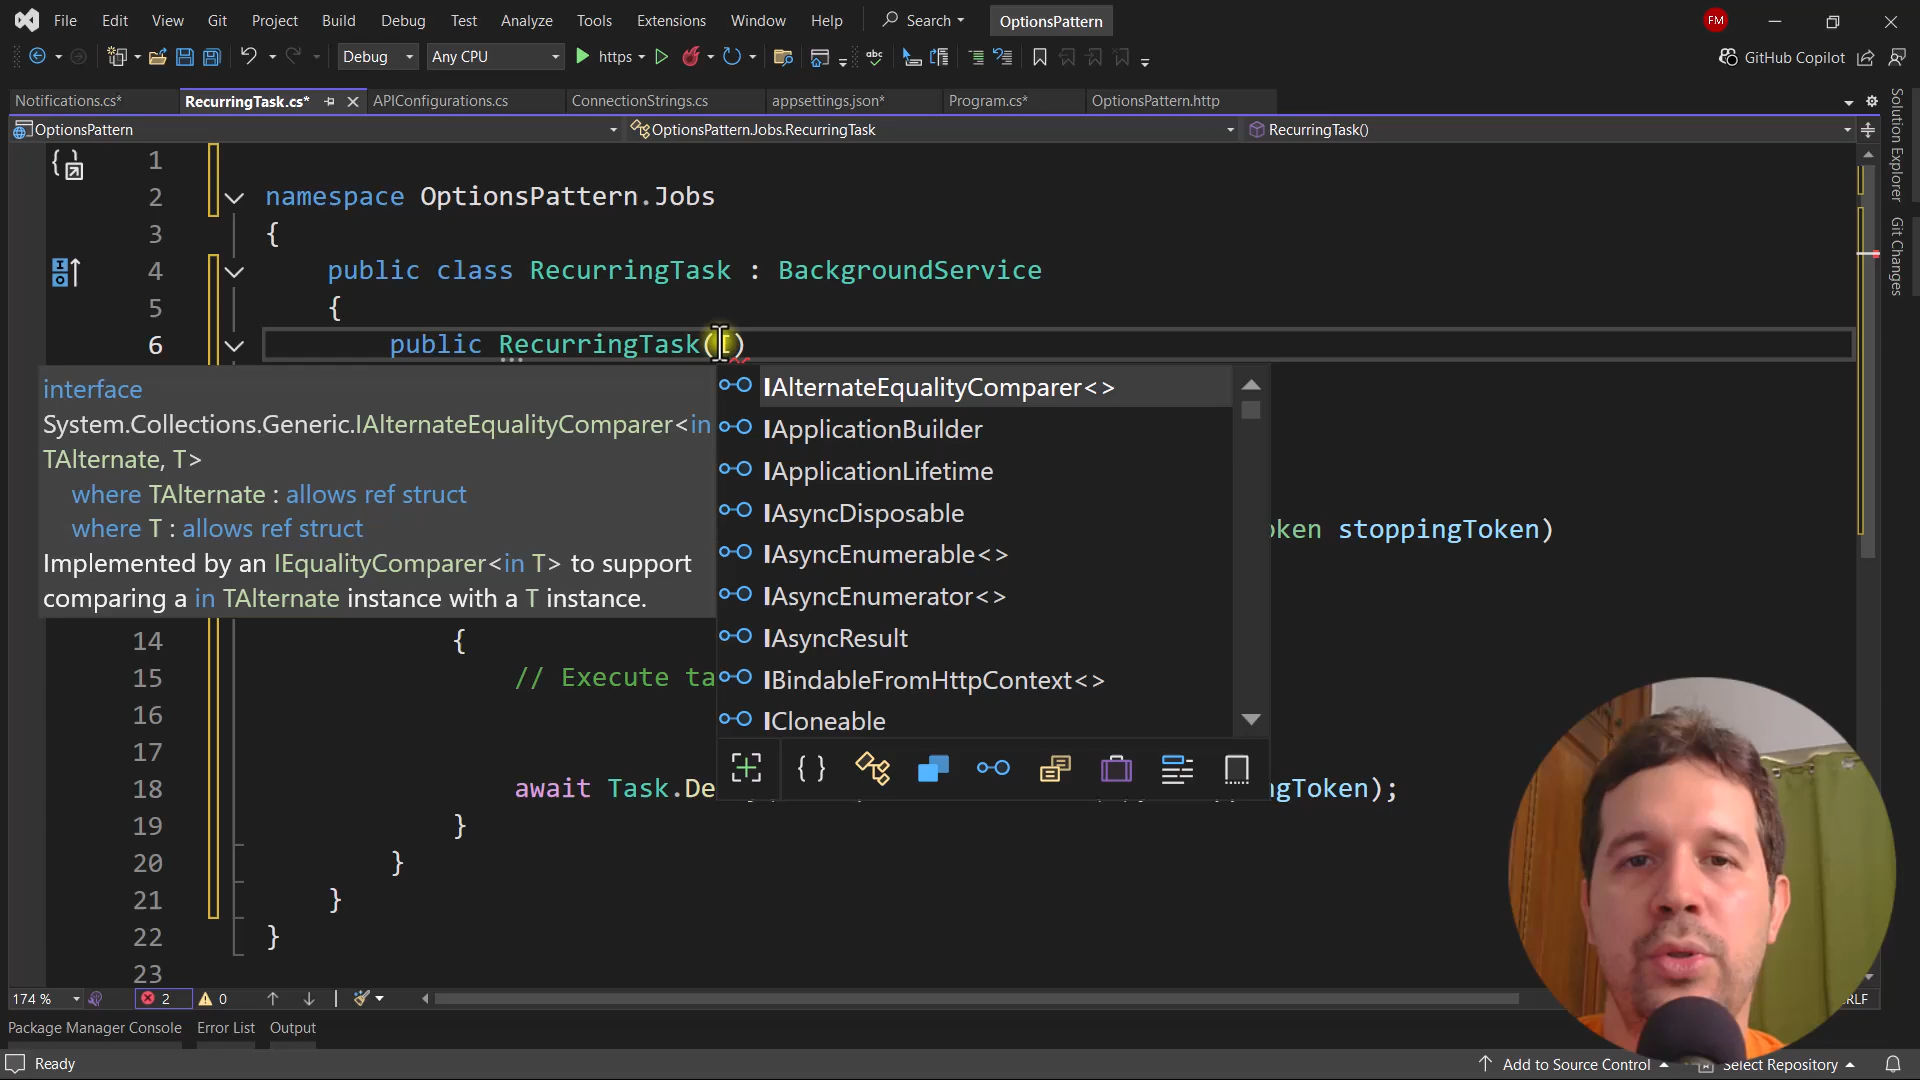 File Edit View Git Project Build Debug Test Analyze Tools Extensions Window Help Search OptionsPattern FM
Debug Any CPU https GitHub Copilot
Notifications.cs* RecurringTask.cs* APIConfigurations.cs ConnectionStrings.cs appsettings.json* Program.cs* OptionsPattern.http
OptionsPattern OptionsPattern.Jobs.RecurringTask RecurringTask()
Solution Explorer
Git Changes
1
2 namespace OptionsPattern.Jobs
3 {
4 public class RecurringTask : BackgroundService
5 {
6 public RecurringTask(I)
interface
System.Collections.Generic.IAlternateEqualityComparer<in
TAlternate, T>
where TAlternate : allows ref struct
where T : allows ref struct
Implemented by an IEqualityComparer<in T> to support
comparing a in TAlternate instance with a T instance.
IAlternateEqualityComparer<>
IApplicationBuilder
IApplicationLifetime
IAsyncDisposable
IAsyncEnumerable<>
IAsyncEnumerator<>
IAsyncResult
IBindableFromHttpContext<>
ICloneable
stoppingToken)
14 {
15 // Execute
16
17
18 await Task. );
19 }
20 }
21 }
22 }
23
174 % 2 0
Package Manager Console Error List Output
Ready Add to Source Control Select Repository